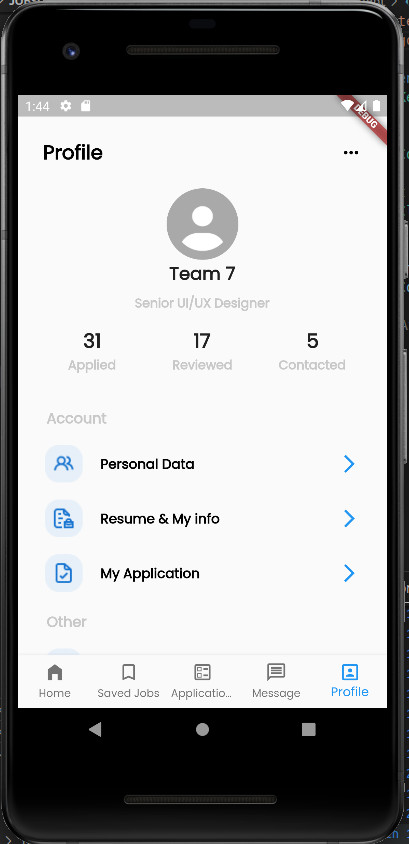 1:44
DEBUG
Profile
Team 7
Senior UI/UX Designer
31 17 5
Applied Reviewed Contacted
Account
Personal Data
Resume & My info
My Application
Other
Home Saved Jobs Applicatio... Message Profile